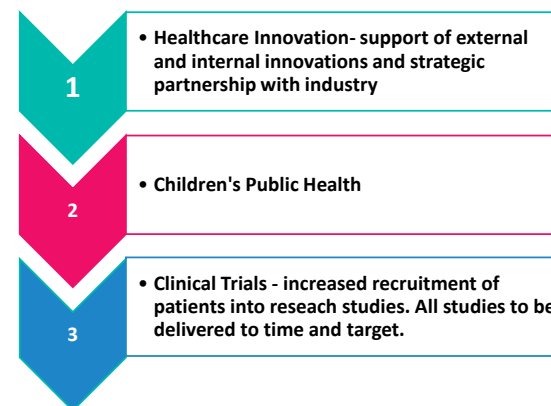 1
• Healthcare Innovation- support of external
and internal innovations and strategic
partnership with industry
2
• Children's Public Health
3
• Clinical Trials - increased recruitment of
patients into reseach studies. All studies to be
delivered to time and target.